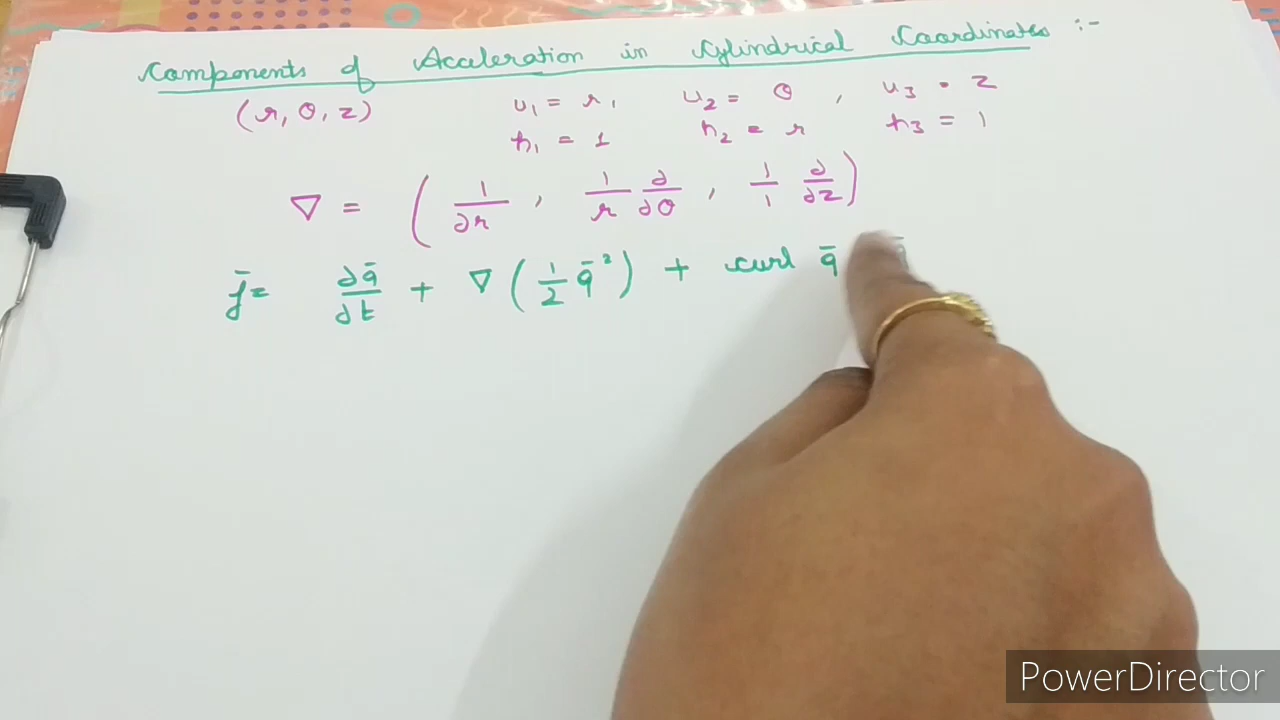 Components of Acceleration in Cylindrical Coordinates :-
(r, θ, z) u₁ = r, u₂ = θ, u₃ = z
h₁ = 1 h₂ = r h₃ = 1
∇ = ( 1/∂r , 1/r ∂/∂θ , 1/1 ∂/∂z )
f̄ = ∂q̄/∂t + ∇ ( 1/2 q̄² ) + curl q̄
PowerDirector